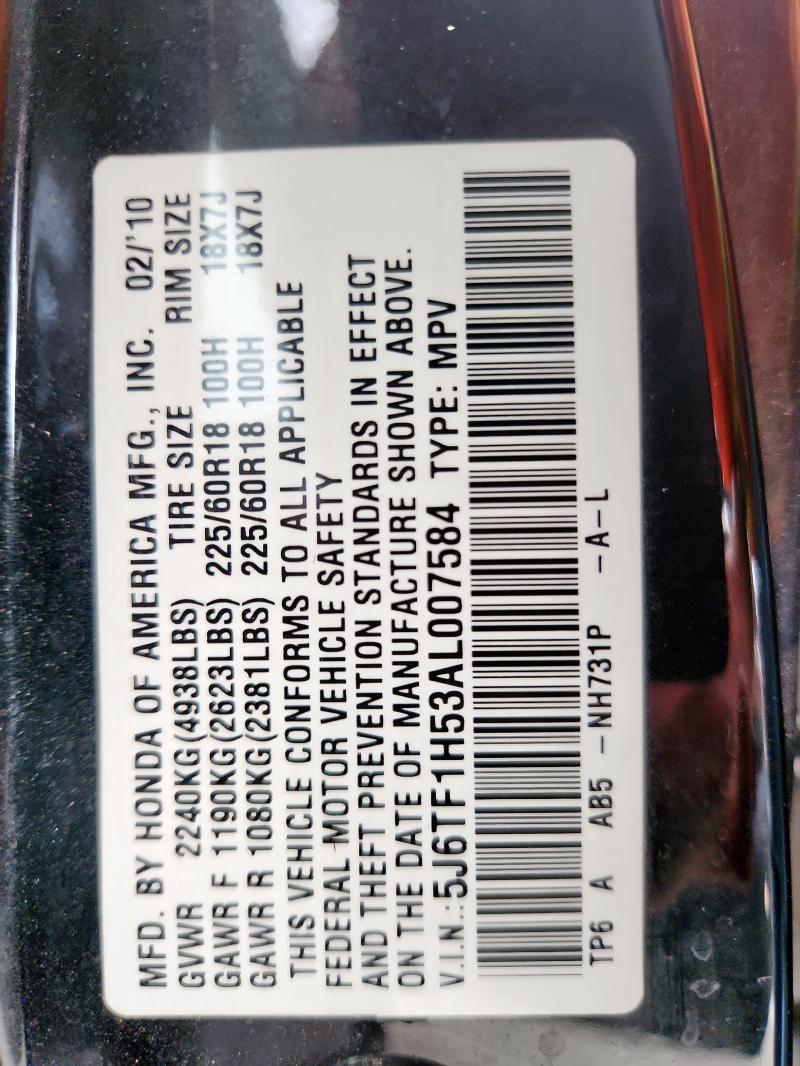 MFD. BY HONDA OF AMERICA MFG., INC. 02/'10
GVWR 2240KG(4938LBS) TIRE SIZE RIM SIZE
GAWR F 1190KG(2623LBS) 225/60R18 100H 18X7J
GAWR R 1080KG(2381LBS) 225/60R18 100H 18X7J
THIS VEHICLE CONFORMS TO ALL APPLICABLE
FEDERAL MOTOR VEHICLE SAFETY
AND THEFT PREVENTION STANDARDS IN EFFECT
ON THE DATE OF MANUFACTURE SHOWN ABOVE.
V.I.N.:5J6TF1H53AL007584 TYPE: MPV
TP6 A AB5 -NH731P -A-L